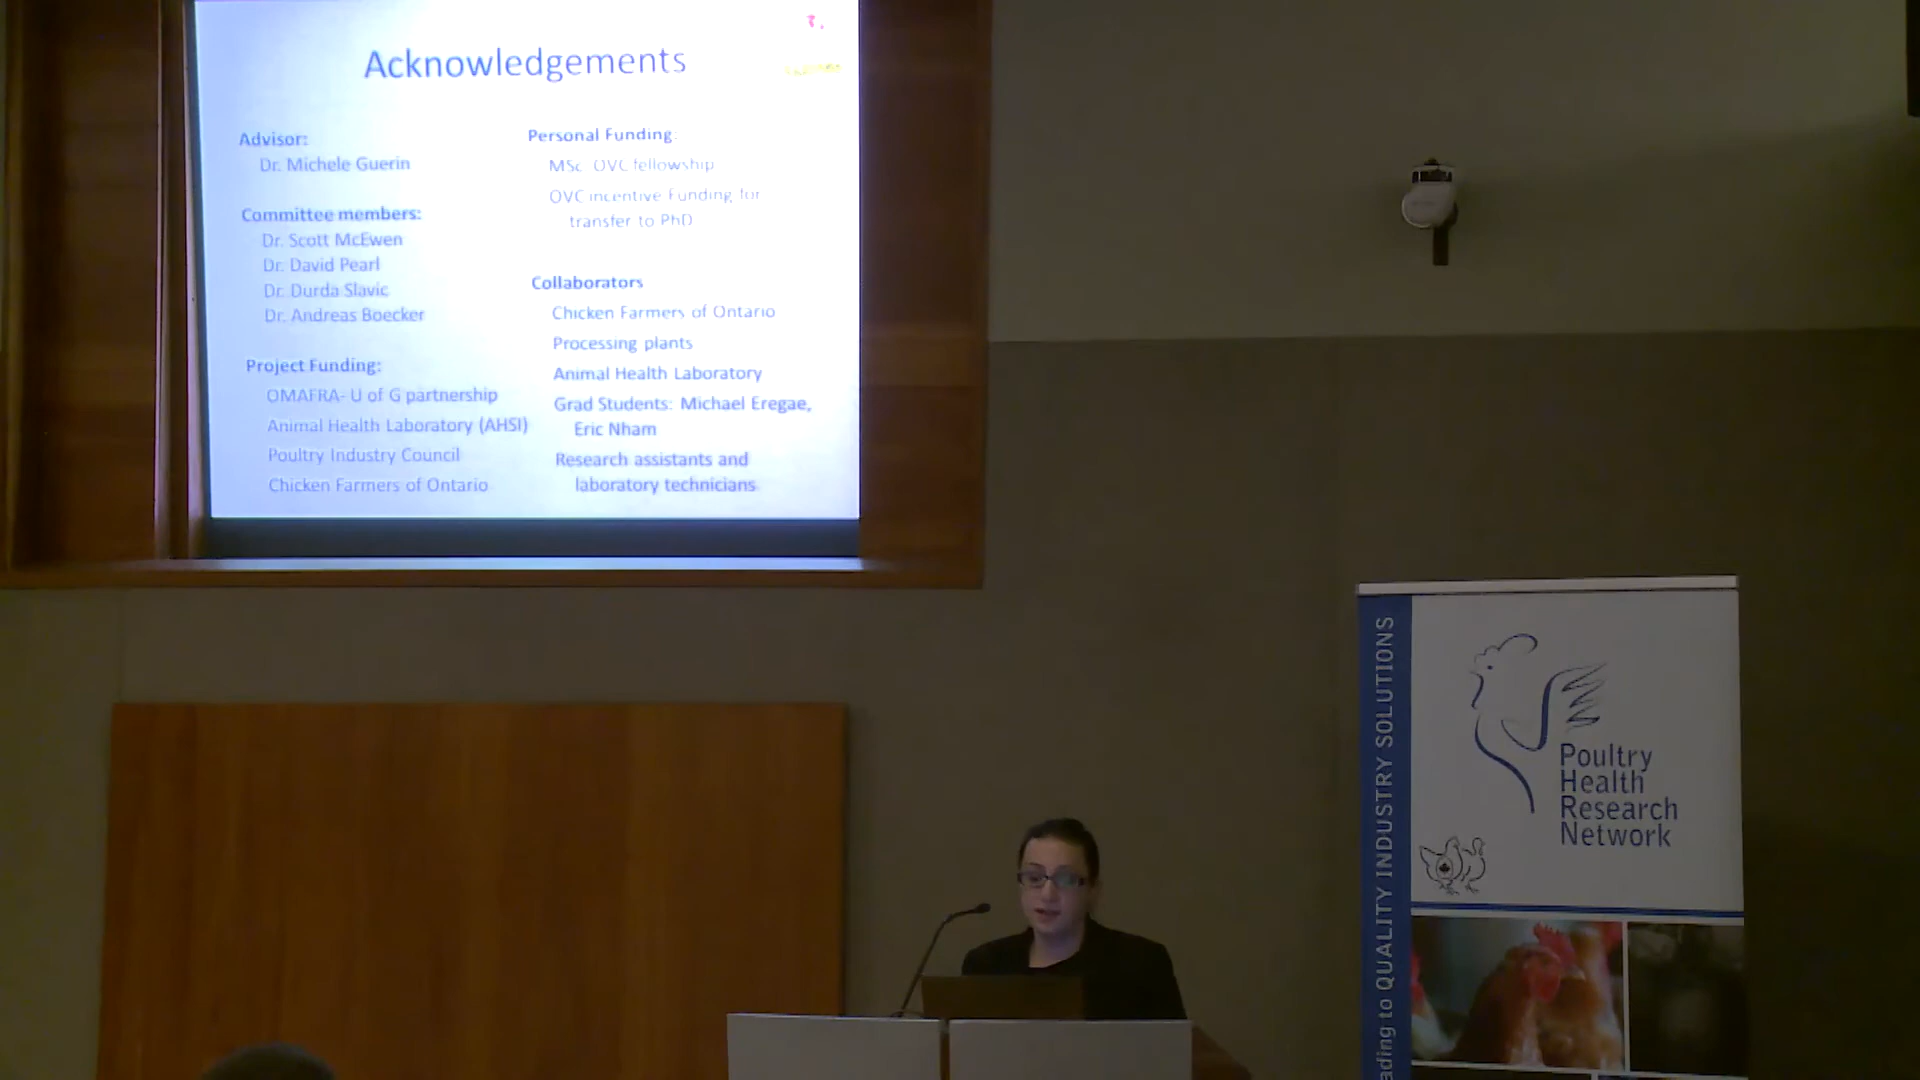 Acknowledgements
Advisor:
Dr. Michele Guerin
Committee members:
Dr. Scott McEwen
Dr. David Pearl
Dr. Durda Slavic
Dr. Andreas Boecker
Project Funding:
OMAFRA- U of G partnership
Animal Health Laboratory (AHSI)
Poultry Industry Council
Chicken Farmers of Ontario
Personal Funding:
MSc OVC fellowship
OVC incentive Funding for
transfer to PhD
Collaborators
Chicken Farmers of Ontario
Processing plants
Animal Health Laboratory
Grad Students: Michael Eregae,
Eric Nham
Research assistants and
laboratory technicians
ading to QUALITY INDUSTRY SOLUTIONS
Poultry
Health
Research
Network